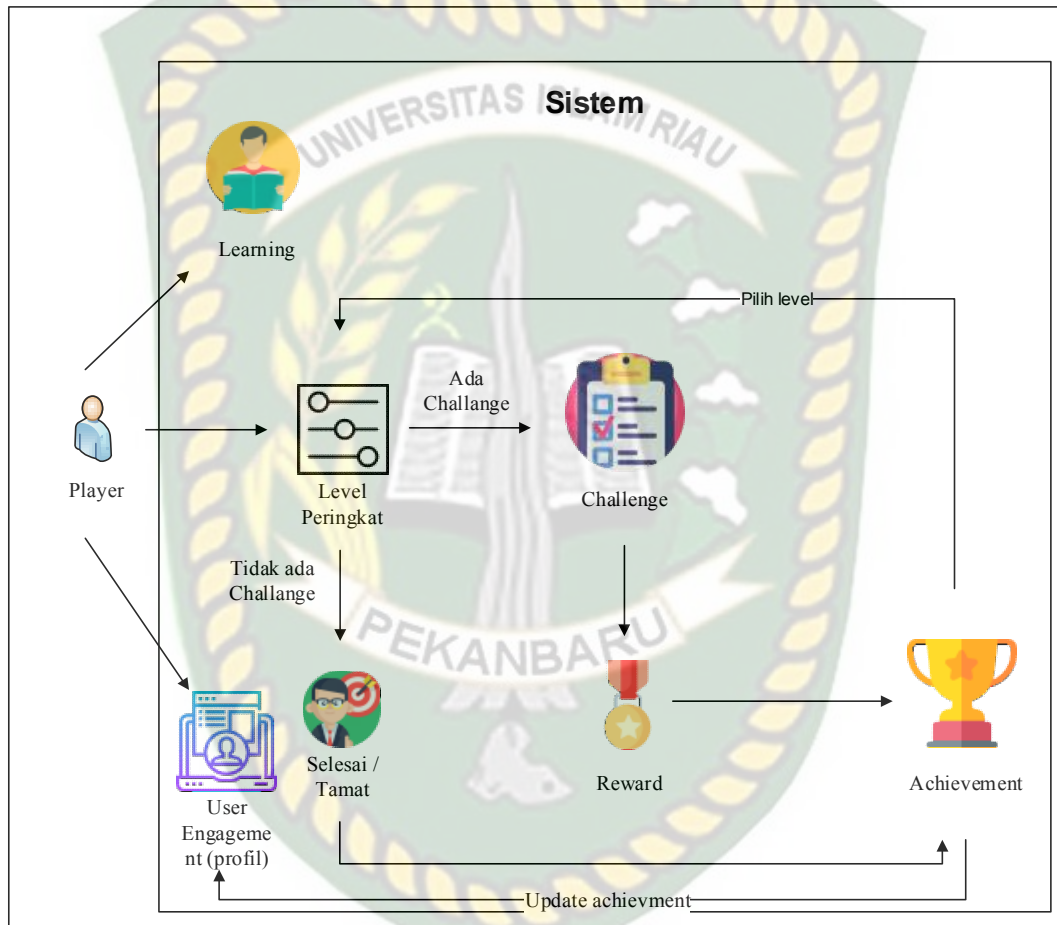 Sistem
UNIVERSITAS ISLAM RIAU
Learning
Pilih level
Ada
Challange
Player
Level
Peringkat
Challenge
Tidak ada
Challange
PEKANBARU
Selesai /
Tamat
Reward
Achievement
User
Engageme
nt (profil)
Update achievment